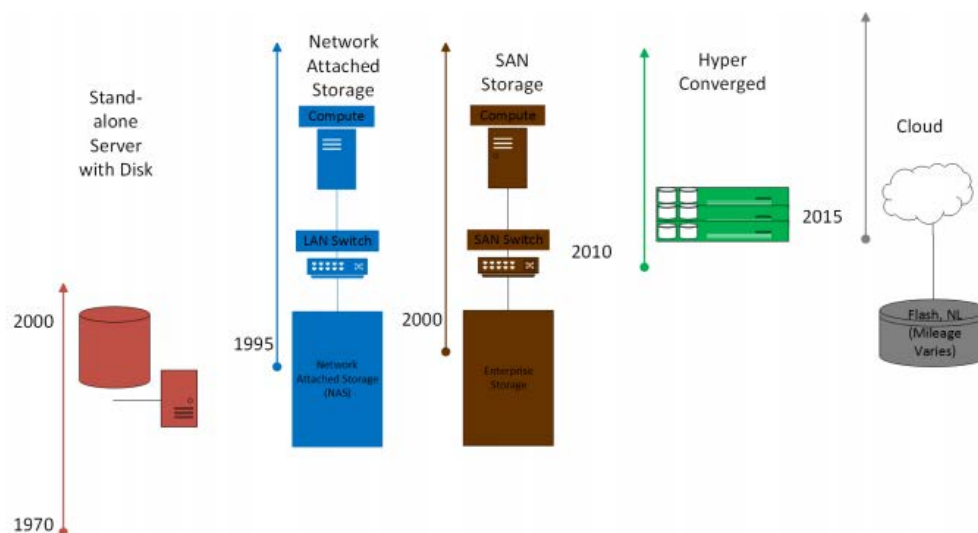 Stand-
alone
Server
with Disk
2000
1970
Network
Attached
Storage
Compute
LAN Switch
1995
Network
Attached Storage
(NAS)
SAN
Storage
Compute
SAN Switch
2000
Enterprise
Storage
Hyper
Converged
2010
Cloud
2015
Flash, NL
(Mileage
Varies)